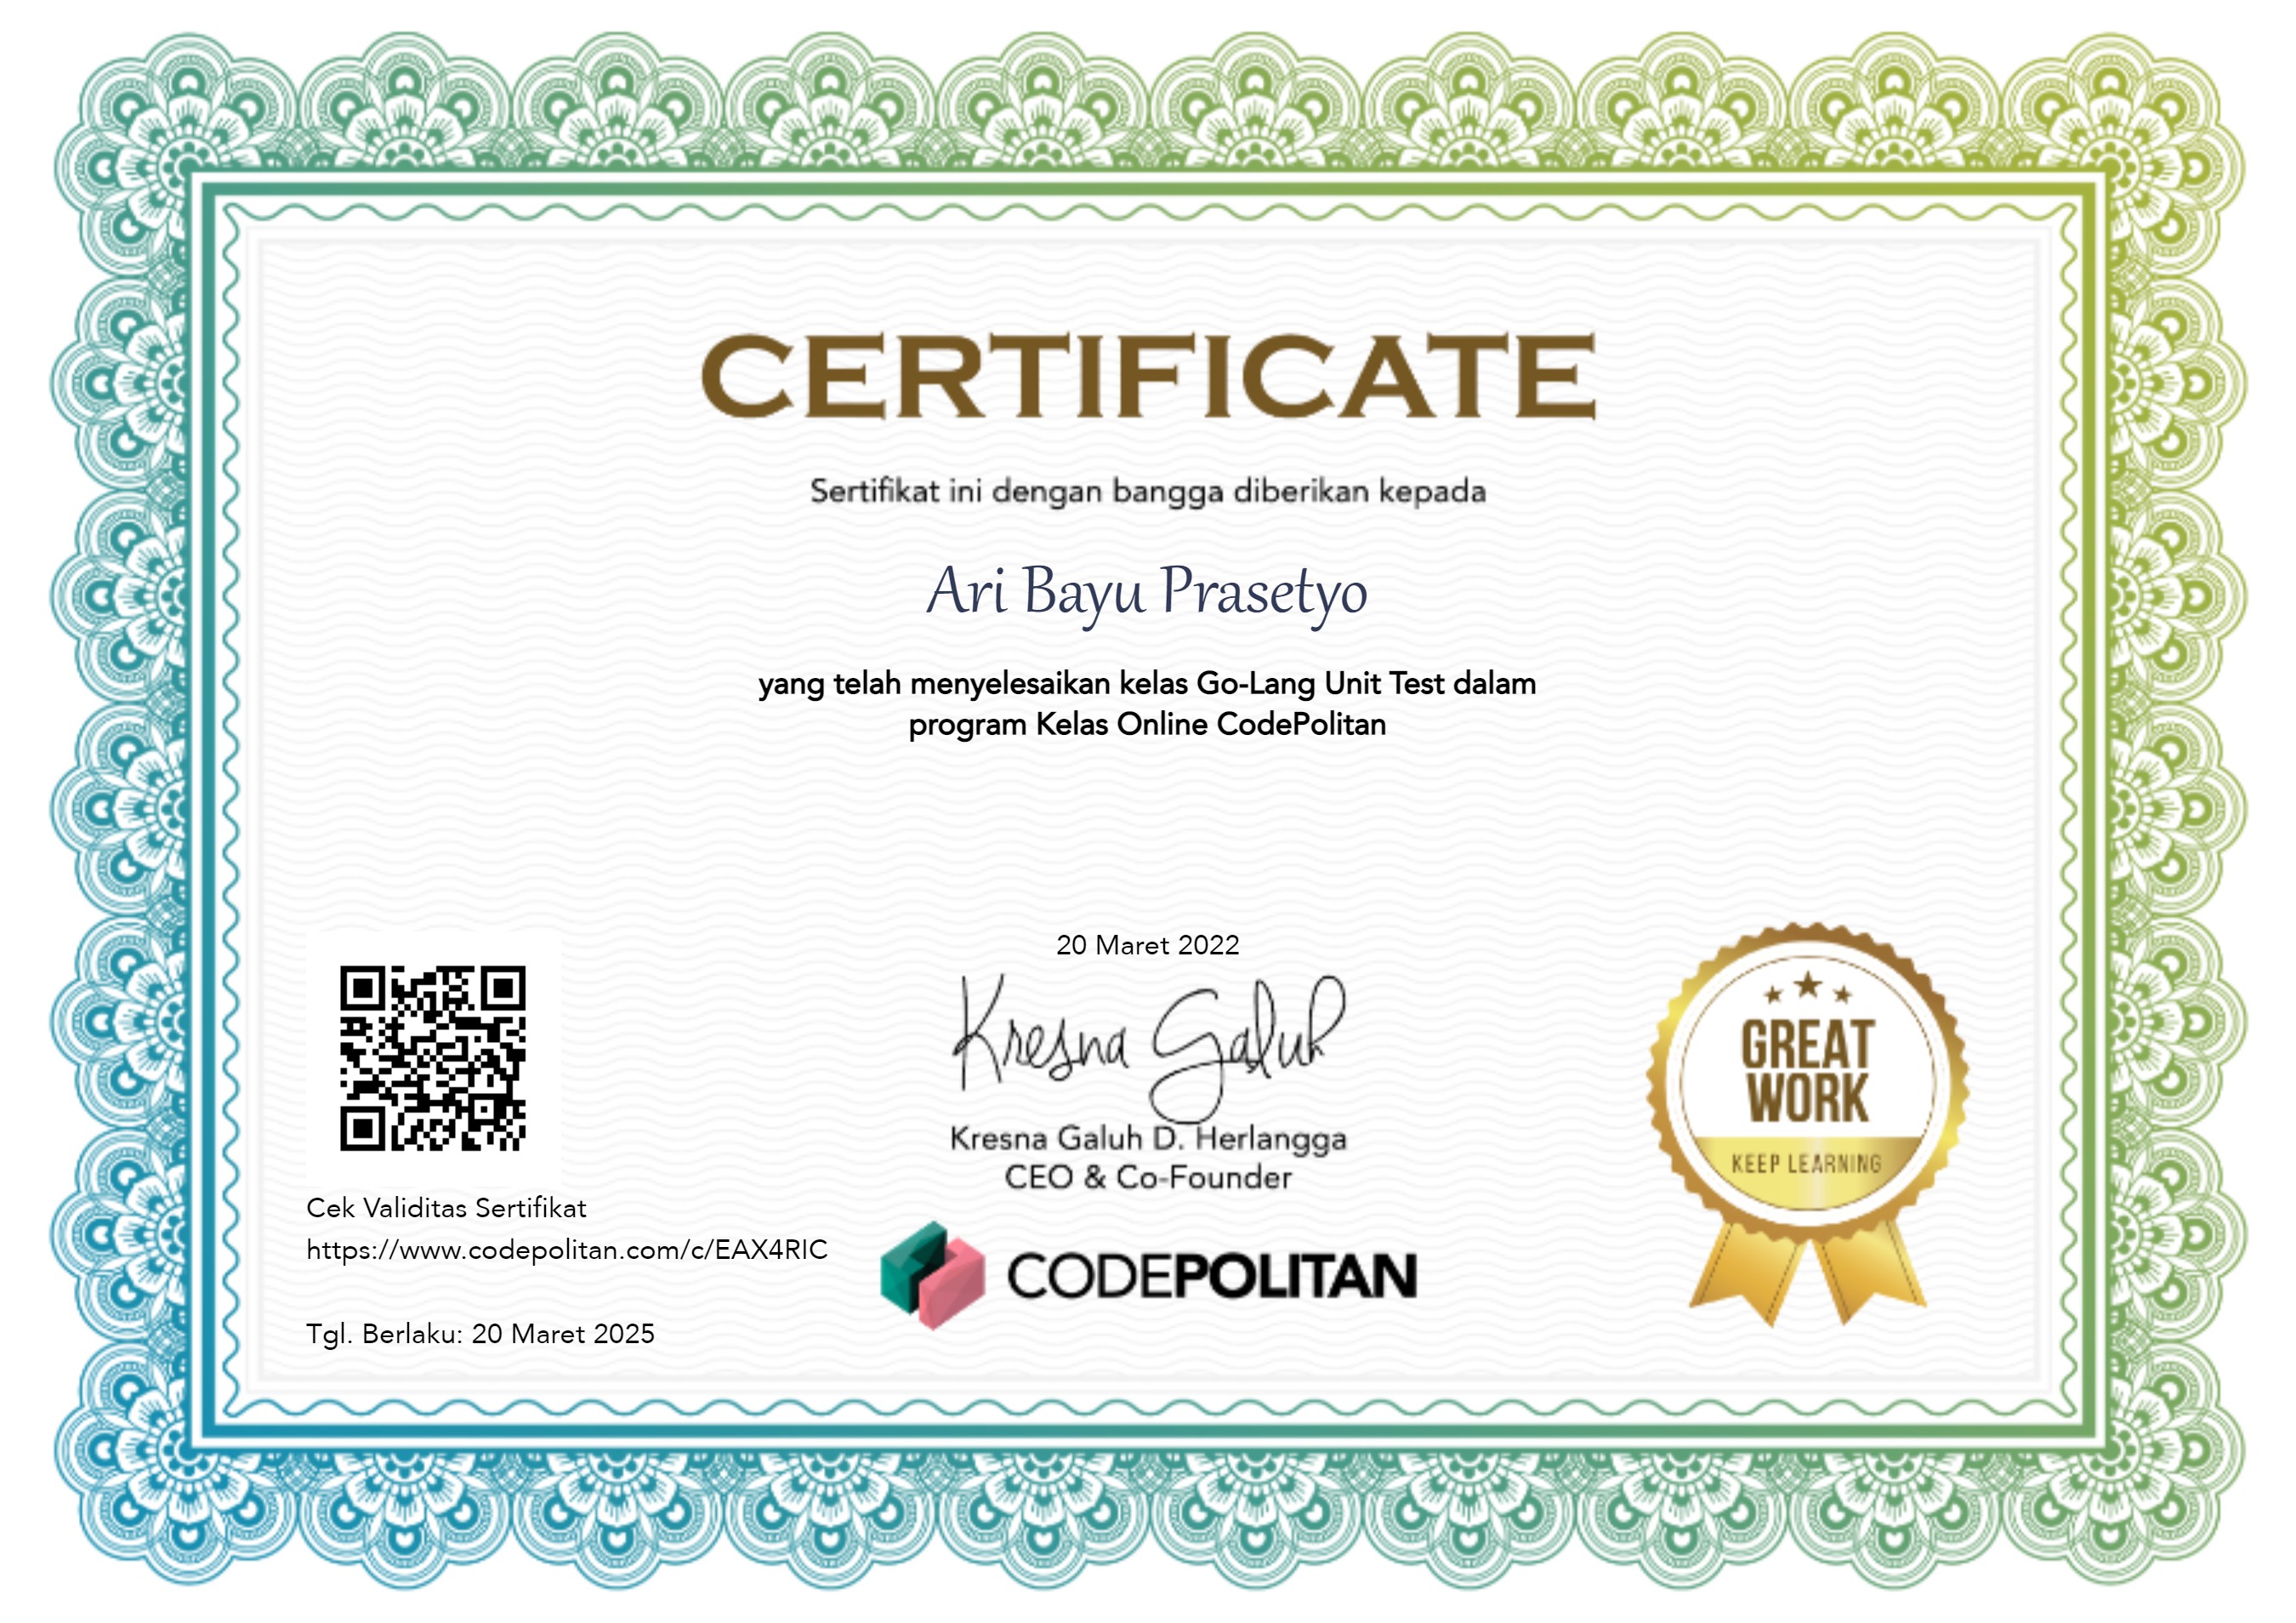 CERTIFICATE
Sertifikat ini dengan bangga diberikan kepada
Ari Bayu Prasetyo
yang telah menyelesaikan kelas Go-Lang Unit Test dalam
program Kelas Online CodePolitan
20 Maret 2022
Kresna Galuh
Kresna Galuh D. Herlangga
CEO & Co-Founder
CODEPOLITAN
Cek Validitas Sertifikat
https://www.codepolitan.com/c/EAX4RIC
Tgl. Berlaku: 20 Maret 2025
GREAT
WORK
KEEP LEARNING